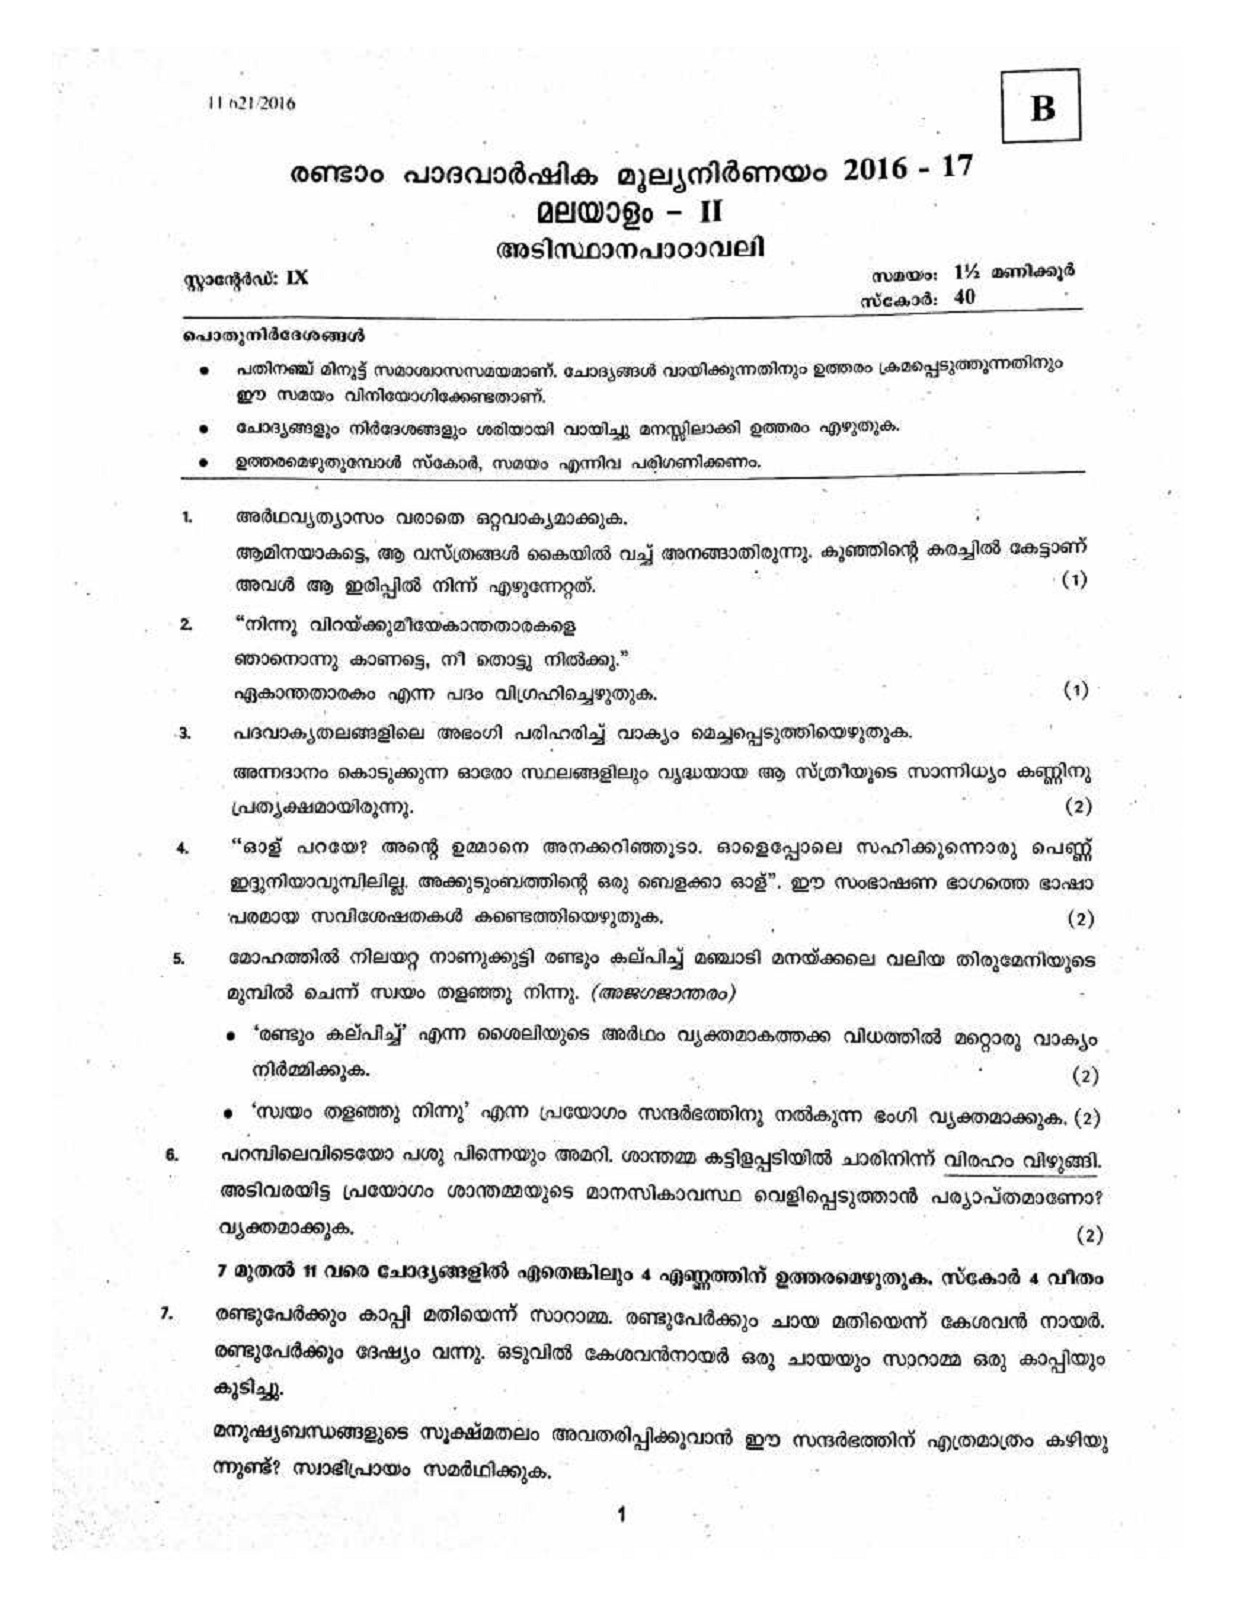 11 621/2016
B
രണ്ടാം പാദവാർഷിക മൂല്യനിർണയം 2016 - 17
മലയാളം – II
അടിസ്ഥാനപാഠാവലി
സ്റ്റാന്റേർഡ്: IX
സമയം: 1½ മണിക്കൂർ
സ്കോർ: 40
പൊതുനിർദേശങ്ങൾ
● പതിനഞ്ച് മിനുട്ട് സമാശ്വാസസമയമാണ്. ചോദ്യങ്ങൾ വായിക്കുന്നതിനും ഉത്തരം ക്രമപ്പെടുത്തുന്നതിനും
ഈ സമയം വിനിയോഗിക്കേണ്ടതാണ്.
● ചോദ്യങ്ങളും നിർദേശങ്ങളും ശരിയായി വായിച്ചു മനസ്സിലാക്കി ഉത്തരം എഴുതുക.
● ഉത്തരമെഴുതുമ്പോൾ സ്കോർ, സമയം എന്നിവ പരിഗണിക്കണം.
1. അർഥവ്യത്യാസം വരാതെ ഒറ്റവാക്യമാക്കുക.
ആമിനയാകട്ടെ, ആ വസ്ത്രങ്ങൾ കൈയിൽ വച്ച് അനങ്ങാതിരുന്നു. കുഞ്ഞിന്റെ കരച്ചിൽ കേട്ടാണ്
അവൾ ആ ഇരിപ്പിൽ നിന്ന് എഴുന്നേറ്റത്. (1)
2. “നിന്നു വിറയ്ക്കുമീയേകാന്തതാരകളെ
ഞാനൊന്നു കാണട്ടെ, നീ തൊട്ടു നിൽക്കു.”
ഏകാന്തതാരകം എന്ന പദം വിഗ്രഹിച്ചെഴുതുക. (1)
3. പദവാക്യതലങ്ങളിലെ അഭംഗി പരിഹരിച്ച് വാക്യം മെച്ചപ്പെടുത്തിയെഴുതുക.
അന്നദാനം കൊടുക്കുന്ന ഓരോ സ്ഥലങ്ങളിലും വൃദ്ധയായ ആ സ്ത്രീയുടെ സാന്നിധ്യം കണ്ണിനു
പ്രത്യക്ഷമായിരുന്നു. (2)
4. “ഓള് പറയേ? അന്റെ ഉമ്മാനെ അനക്കറിഞ്ഞൂടാ. ഓളെപ്പോലെ സഹിക്കുന്നൊരു പെണ്ണ്
ഇദ്ദുനിയാവുമ്പിലില്ല. അക്കുടുംബത്തിന്റെ ഒരു ബെളക്കാ ഓള്”. ഈ സംഭാഷണ ഭാഗത്തെ ഭാഷാ
പരമായ സവിശേഷതകൾ കണ്ടെത്തിയെഴുതുക. (2)
5. മോഹത്തിൽ നിലയറ്റ നാണുക്കുട്ടി രണ്ടും കല്പിച്ച് മഞ്ചാടി മനയ്ക്കലെ വലിയ തിരുമേനിയുടെ
മുമ്പിൽ ചെന്ന് സ്വയം തളഞ്ഞു നിന്നു. (അജഗജാന്തരം)
● ‘രണ്ടും കല്പിച്ച്’ എന്ന ശൈലിയുടെ അർഥം വ്യക്തമാകത്തക്ക വിധത്തിൽ മറ്റൊരു വാക്യം
നിർമ്മിക്കുക. (2)
● ‘സ്വയം തളഞ്ഞു നിന്നു’ എന്ന പ്രയോഗം സന്ദർഭത്തിനു നൽകുന്ന ഭംഗി വ്യക്തമാക്കുക. (2)
6. പറമ്പിലെവിടെയോ പശു പിന്നെയും അമറി. ശാന്തമ്മ കട്ടിളപ്പടിയിൽ ചാരിനിന്ന് വിരഹം വിഴുങ്ങി.
അടിവരയിട്ട പ്രയോഗം ശാന്തമ്മയുടെ മാനസികാവസ്ഥ വെളിപ്പെടുത്താൻ പര്യാപ്തമാണോ?
വ്യക്തമാക്കുക. (2)
7 മുതൽ 11 വരെ ചോദ്യങ്ങളിൽ ഏതെങ്കിലും 4 എണ്ണത്തിന് ഉത്തരമെഴുതുക. സ്കോർ 4 വീതം
7. രണ്ടുപേർക്കും കാപ്പി മതിയെന്ന് സാറാമ്മ. രണ്ടുപേർക്കും ചായ മതിയെന്ന് കേശവൻ നായർ.
രണ്ടുപേർക്കും ദേഷ്യം വന്നു. ഒടുവിൽ കേശവൻനായർ ഒരു ചായയും സാറാമ്മ ഒരു കാപ്പിയും
കുടിച്ചു.
മനുഷ്യബന്ധങ്ങളുടെ സൂക്ഷ്മതലം അവതരിപ്പിക്കുവാൻ ഈ സന്ദർഭത്തിന് എത്രമാത്രം കഴിയു
ന്നുണ്ട്? സ്വാഭിപ്രായം സമർഥിക്കുക.
1